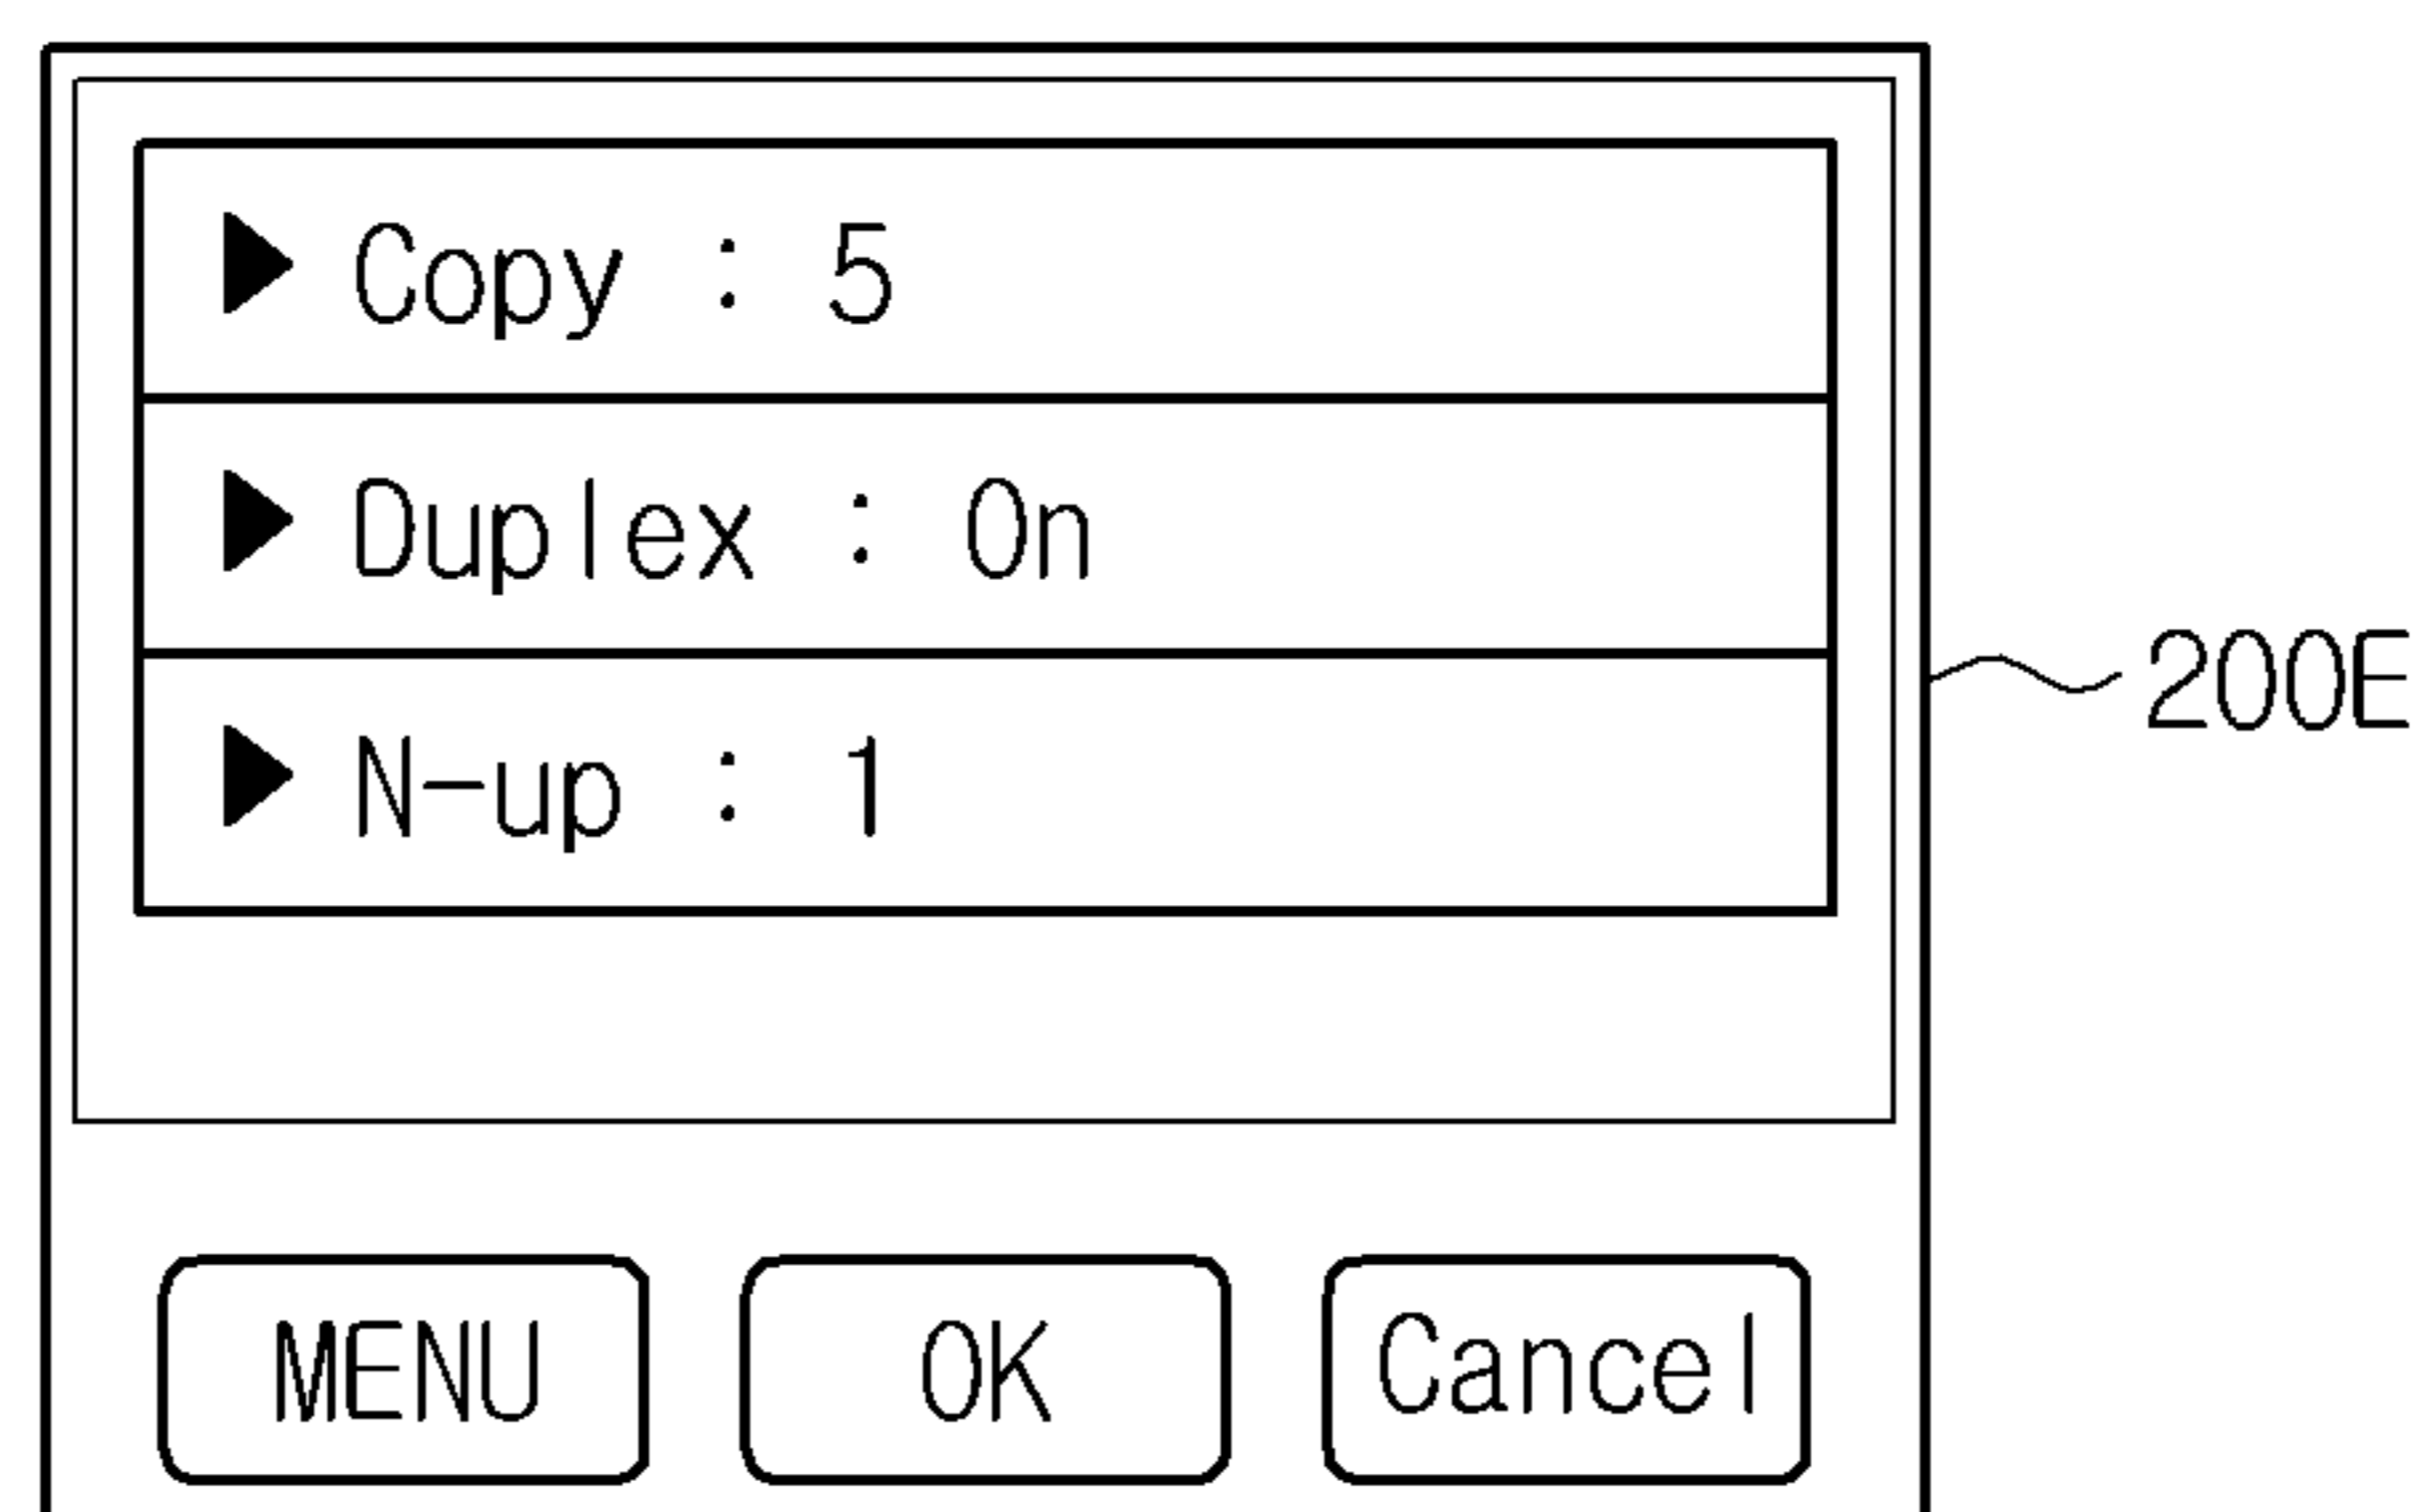 ▶ Copy : 5
▶ Duplex : On
▶ N-up : 1
200E
MENU
OK
Cancel